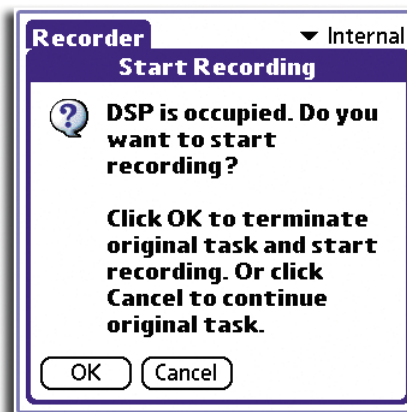 Recorder Internal
Start Recording
DSP is occupied. Do you
want to start
recording?
Click OK to terminate
original task and start
recording. Or click
Cancel to continue
original task.
OK Cancel